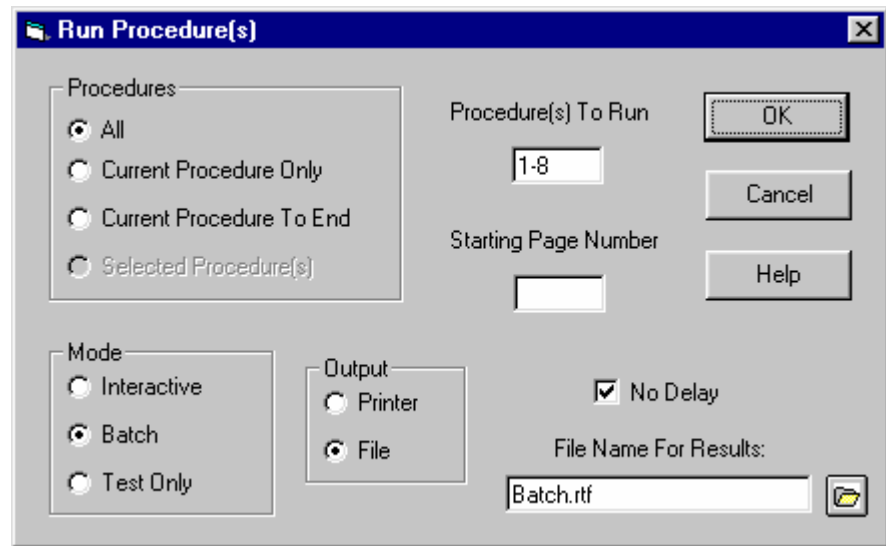 Run Procedure(s)
Procedures
All
Current Procedure Only
Current Procedure To End
Selected Procedure(s)
Procedure(s) To Run
1-8
Starting Page Number
OK
Cancel
Help
Mode
Interactive
Batch
Test Only
Output
Printer
File
No Delay
File Name For Results:
Batch.rtf